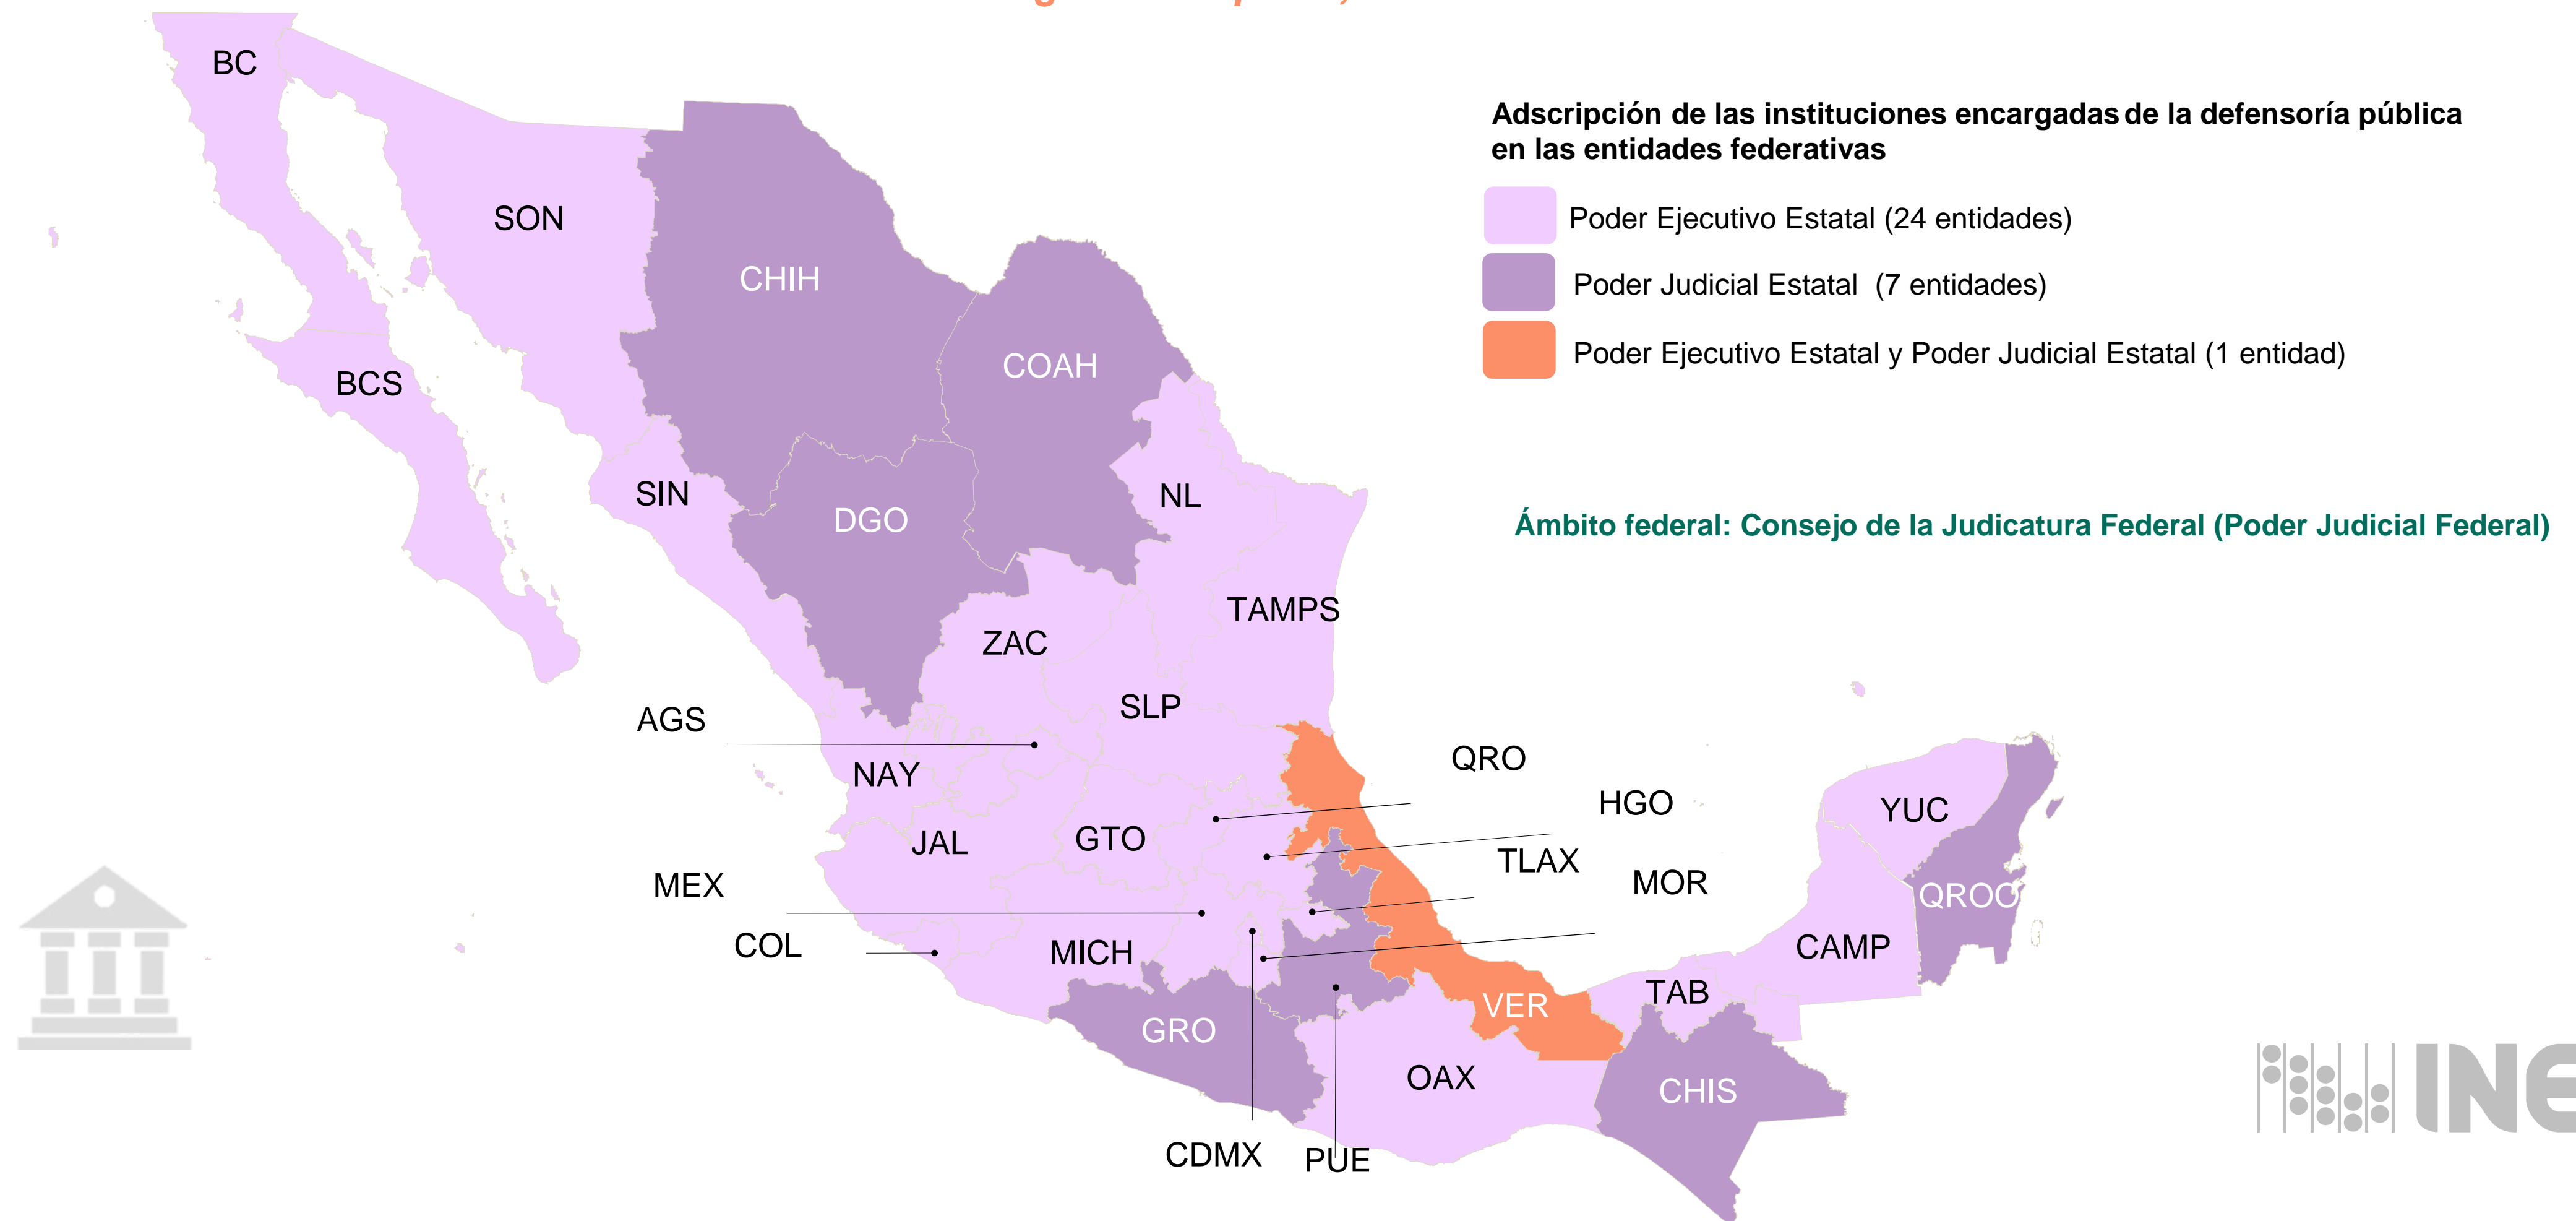 BC
Adscripción de las instituciones encargadas de la defensoría pública
en las entidades federativas
SON
Poder Ejecutivo Estatal (24 entidades)
CHIH
Poder Judicial Estatal (7 entidades)
COAH
Poder Ejecutivo Estatal y Poder Judicial Estatal (1 entidad)
BCS
SIN
NL
DGO
Ámbito federal: Consejo de la Judicatura Federal (Poder Judicial Federal)
TAMPS
ZAC
SLP
AGS
QRO
NAY
HGO
YUC
JAL
GTO
TLAX
MEX
MOR
QROO
COL
MICH
CAMP
TAB
VER
GRO
OAX
CHIS
CDMX
PUE